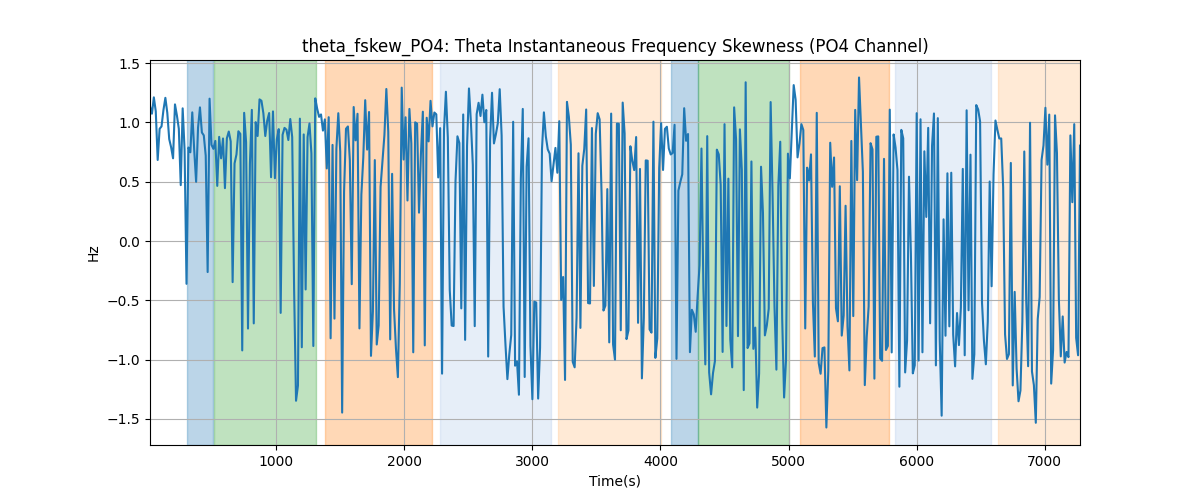 theta_fskew_PO4: Theta Instantaneous Frequency Skewness (PO4 Channel)
1.5
1.0
0.5
0.0
−0.5
−1.0
−1.5
Hz
1000 2000 3000 4000 5000 6000 7000
Time(s)